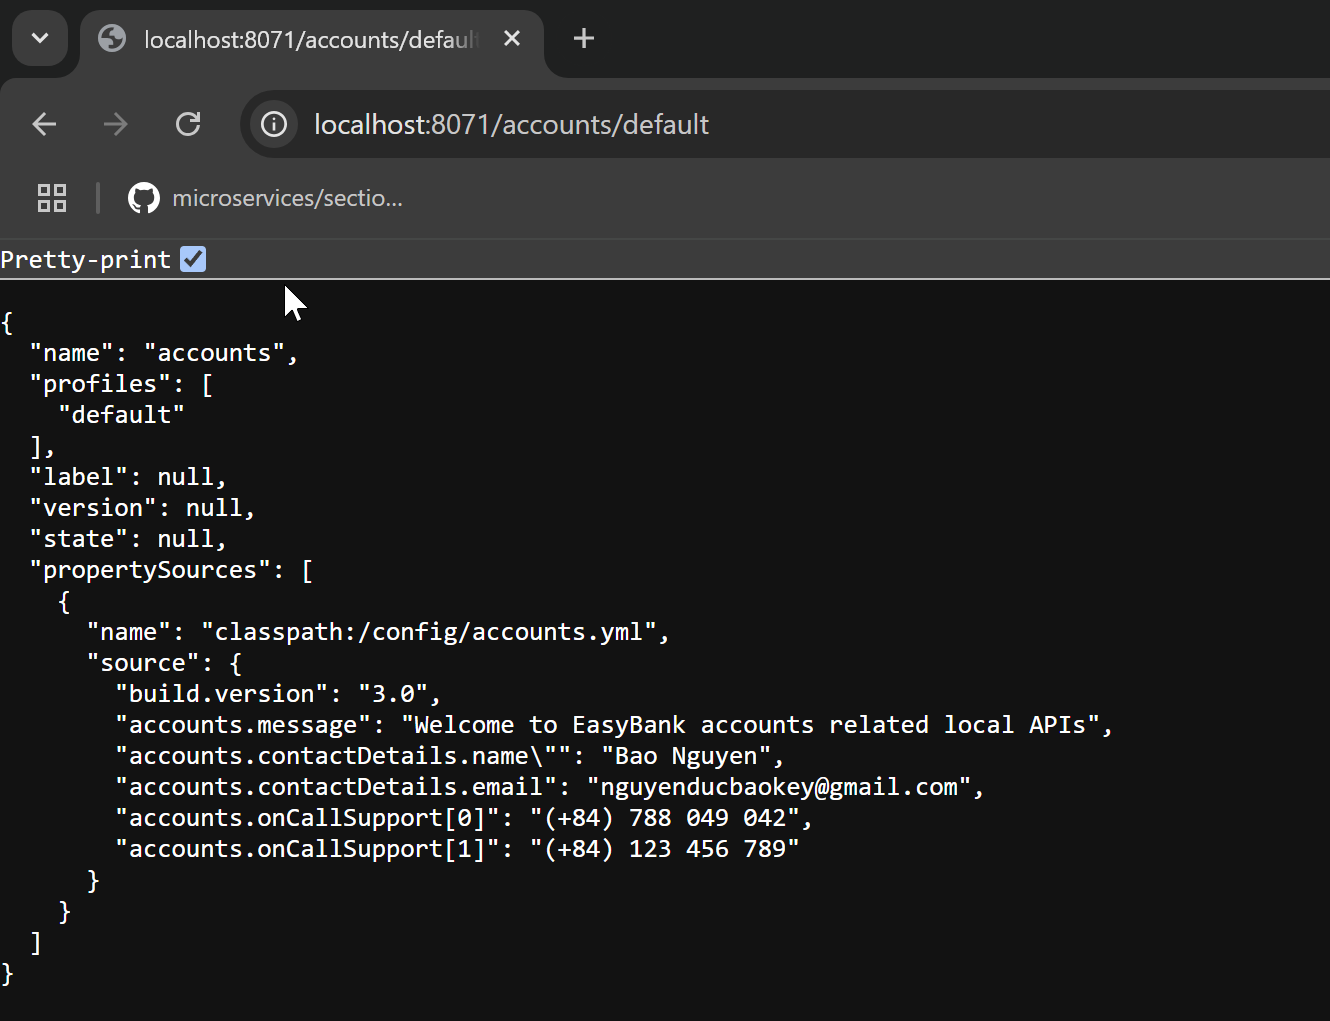 localhost:8071/accounts/defaul
localhost:8071/accounts/default
microservices/sectio...
Pretty-print
{
  "name": "accounts",
  "profiles": [
    "default"
  ],
  "label": null,
  "version": null,
  "state": null,
  "propertySources": [
    {
      "name": "classpath:/config/accounts.yml",
      "source": {
        "build.version": "3.0",
        "accounts.message": "Welcome to EasyBank accounts related local APIs",
        "accounts.contactDetails.name\"": "Bao Nguyen",
        "accounts.contactDetails.email": "nguyenducbaokey@gmail.com",
        "accounts.onCallSupport[0]": "(+84) 788 049 042",
        "accounts.onCallSupport[1]": "(+84) 123 456 789"
      }
    }
  ]
}